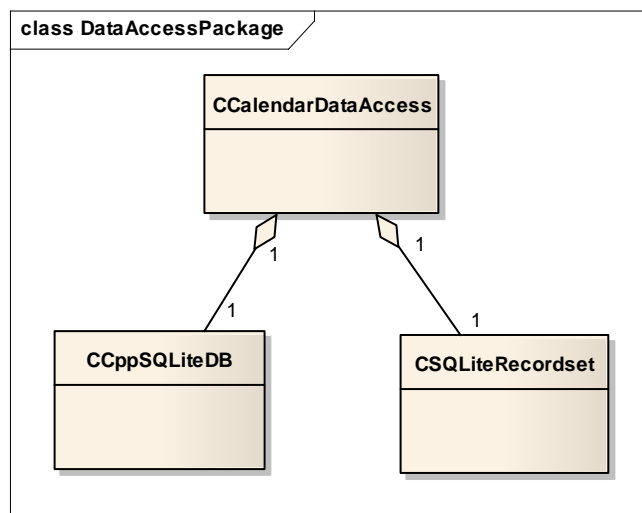 class DataAccessPackage
CCalendarDataAccess
1
1
1
1
CCppSQLiteDB
CSQLiteRecordset